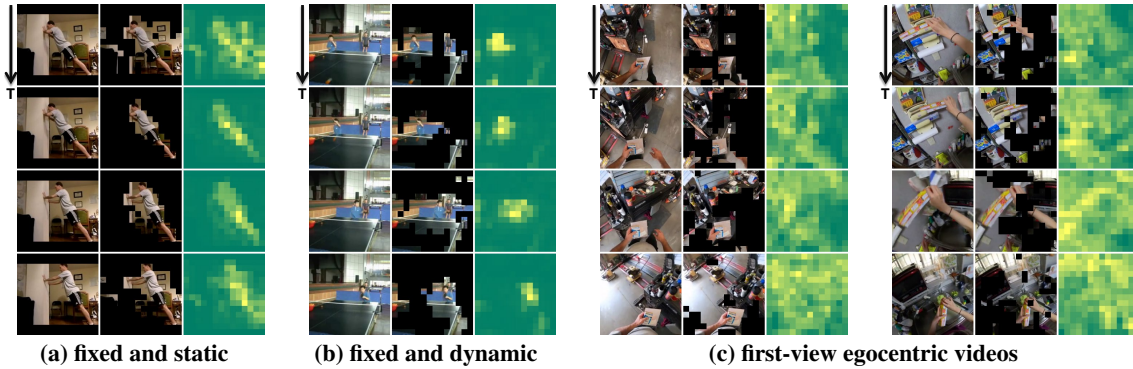 T
T
T
T
(a) fixed and static
(b) fixed and dynamic
(c) first-view egocentric videos